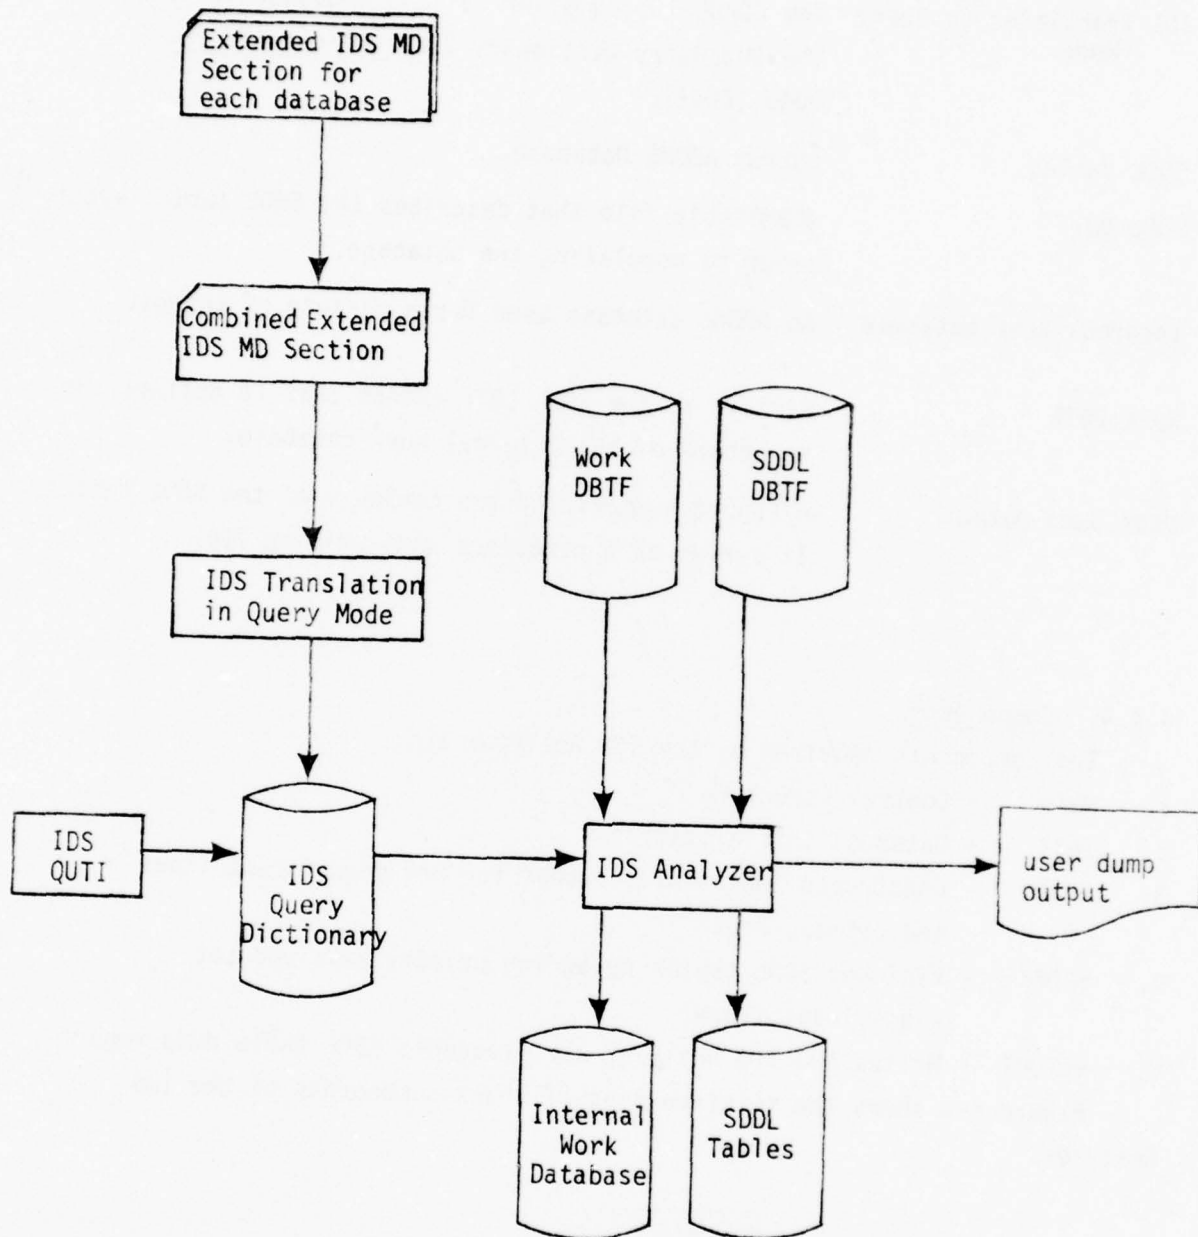 Extended IDS MD
Section for
each database
Combined Extended
IDS MD Section
Work
DBTF
SDDL
DBTF
IDS Translation
in Query Mode
IDS
QUTI
IDS
Query
Dictionary
IDS Analyzer
user dump
output
Internal
Work
Database
SDDL
Tables